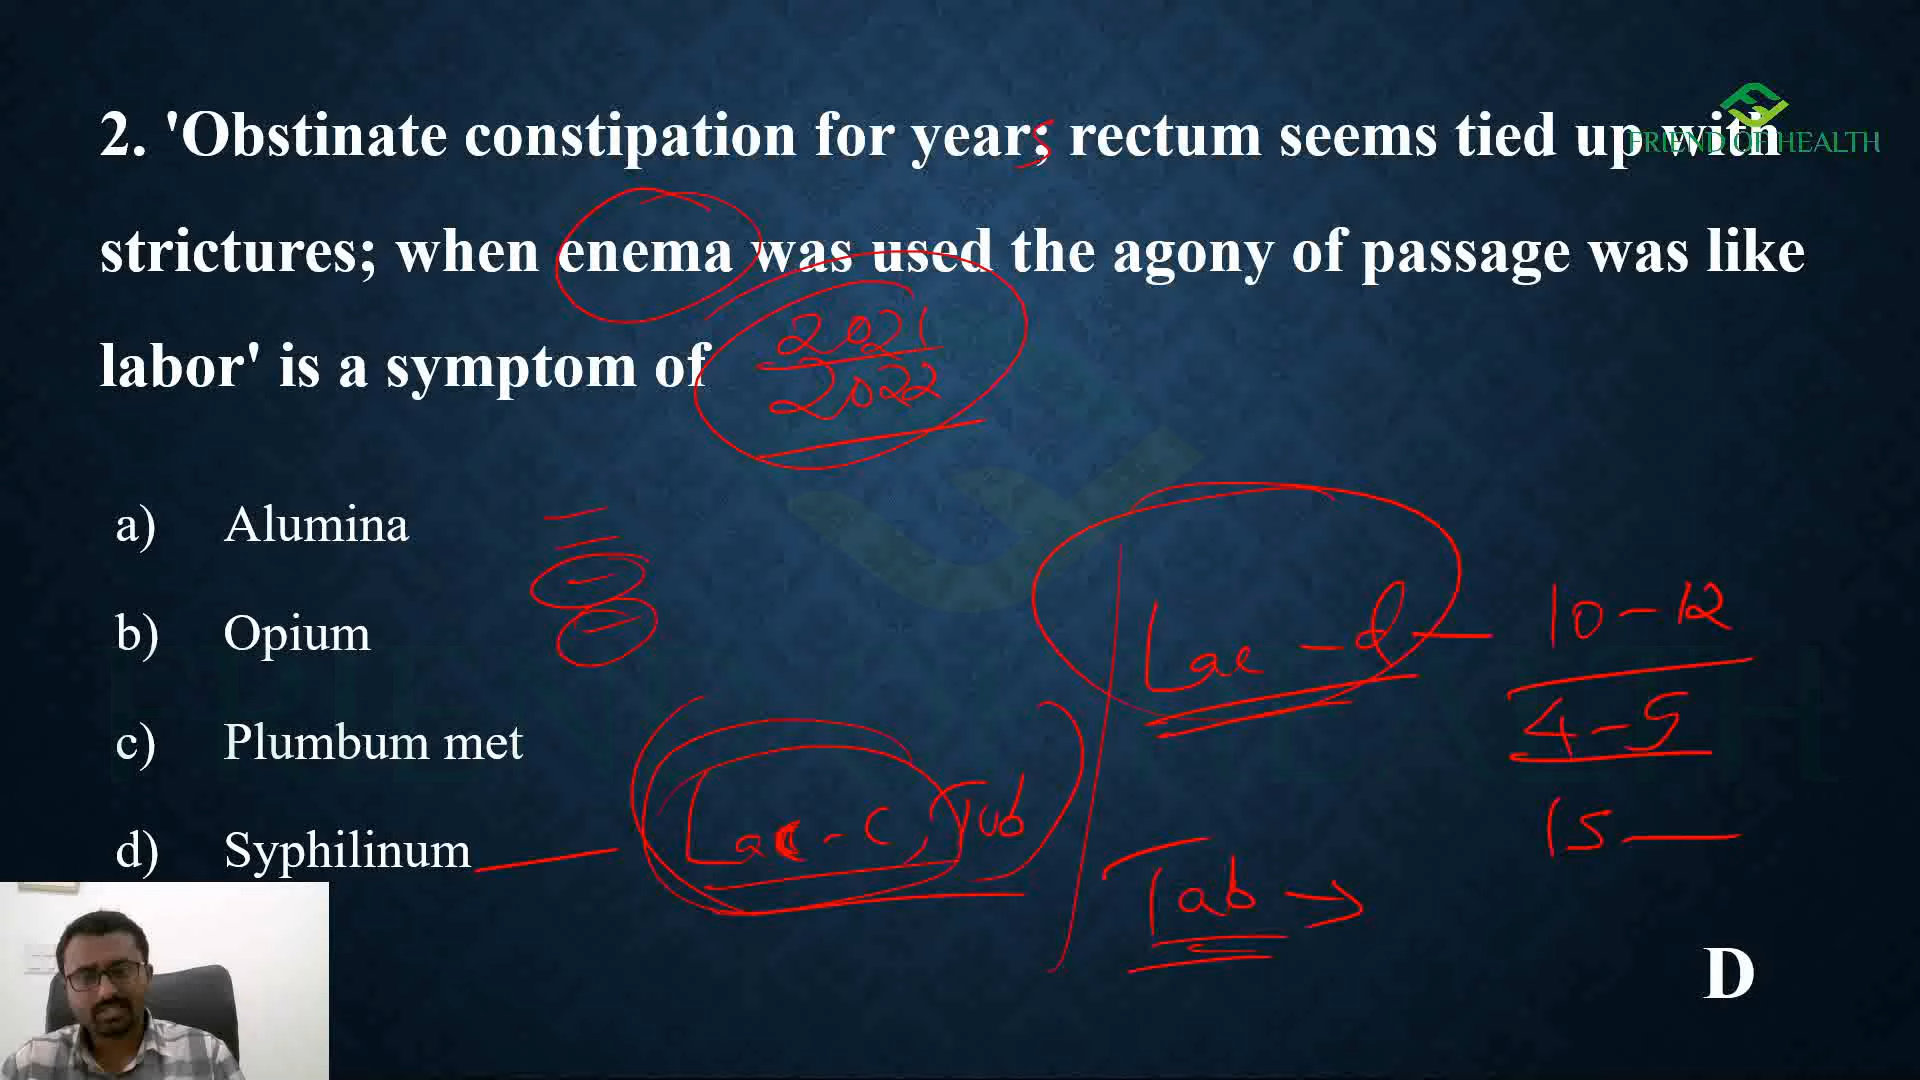 FRIEND OF HEALTH
2. 'Obstinate constipation for years; rectum seems tied up with
strictures; when enema was used the agony of passage was like
labor' is a symptom of
2021
2022
a) Alumina
b) Opium
c) Plumbum met
d) Syphilinum
Lac - c, Tub
Lac - d - 10 - 12
4 - 5
15
Tab →
D